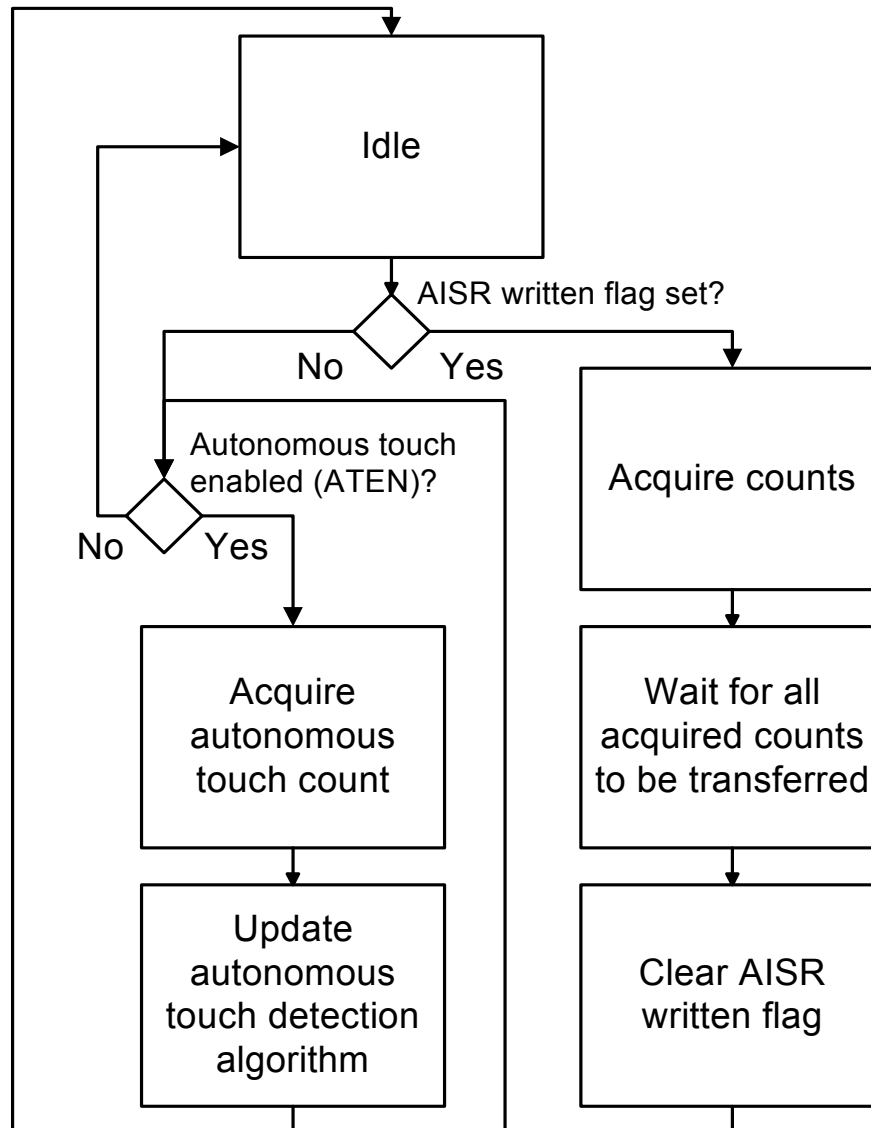 Idle
AISR written flag set?
No
Yes
Autonomous touch
enabled (ATEN)?
No
Yes
Acquire counts
Acquire
autonomous
touch count
Wait for all
acquired counts
to be transferred
Update
autonomous
touch detection
algorithm
Clear AISR
written flag